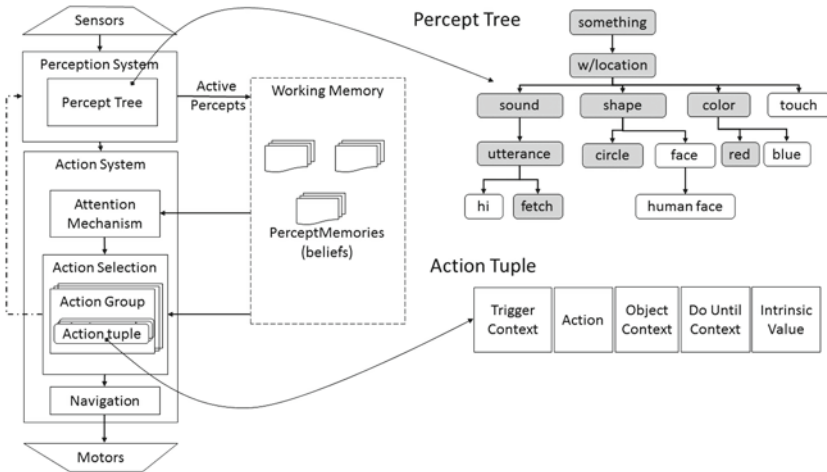 Sensors
Perception System
Percept Tree
Active
Percepts
Working Memory
PerceptMemories
(beliefs)
Action System
Attention
Mechanism
Action Selection
Action Group
Action tuple
Navigation
Motors
Percept Tree
something
w/location
sound
shape
color
touch
utterance
circle
face
red
blue
hi
fetch
human face
Action Tuple
Trigger
Context
Action
Object
Context
Do Until
Context
Intrinsic
Value